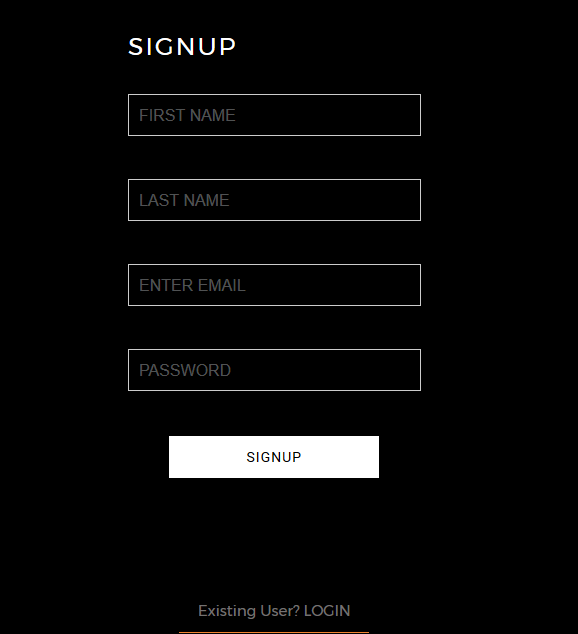 SIGNUP
FIRST NAME
LAST NAME
ENTER EMAIL
PASSWORD
SIGNUP
Existing User? LOGIN